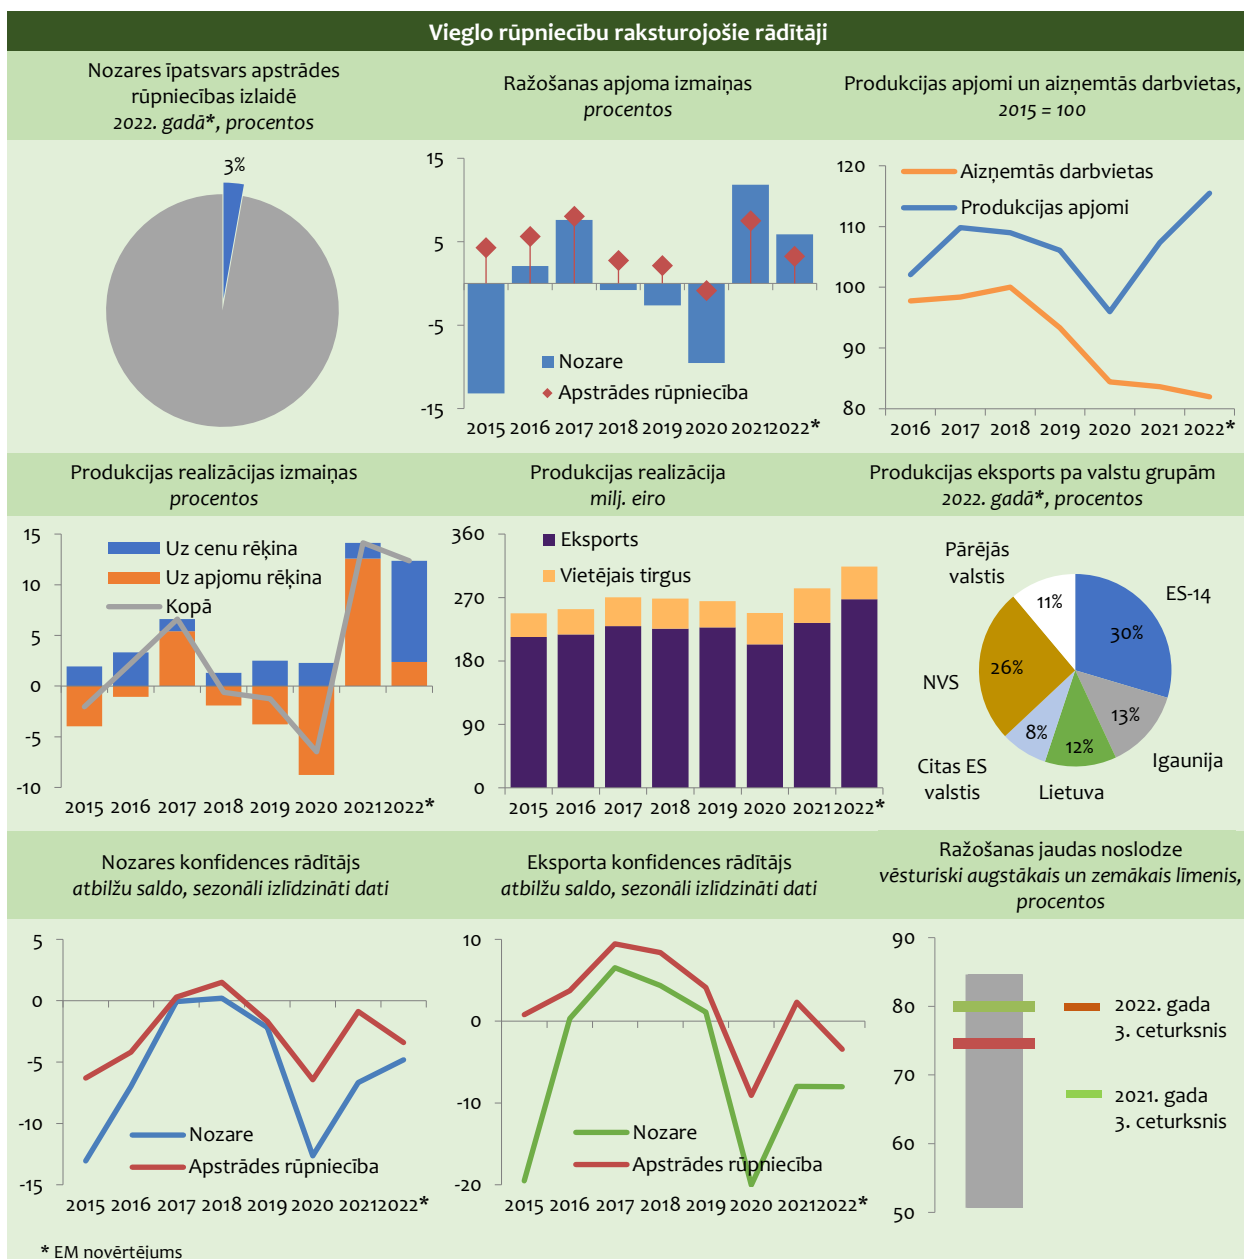 Vieglo rūpniecību raksturojošie rādītāji
Nozares īpatsvars apstrādes
rūpniecības izlaidē
2022. gadā*, procentos
3%
Ražošanas apjoma izmaiņas
procentos
15
5
-5
-15
Nozare
Apstrādes rūpniecība
2015 2016 2017 2018 2019 2020 2021 2022*
Produkcijas apjomi un aizņemtās darbvietas,
2015 = 100
120
110
100
90
80
Aizņemtās darbvietas
Produkcijas apjomi
2016 2017 2018 2019 2020 2021 2022*
Produkcijas realizācijas izmaiņas
procentos
15
10
5
0
-5
-10
Uz cenu rēķina
Uz apjomu rēķina
Kopā
2015 2016 2017 2018 2019 2020 2021 2022*
Produkcijas realizācija
milj. eiro
360
270
180
90
0
Eksports
Vietējais tirgus
2015 2016 2017 2018 2019 2020 2021 2022*
Produkcijas eksports pa valstu grupām
2022. gadā*, procentos
Pārējās
valstis
11%
ES-14
30%
NVS
26%
13%
Igaunija
8%
12%
Citas ES
valstis
Lietuva
Nozares konfidences rādītājs
atbilžu saldo, sezonāli izlīdzināti dati
5
0
-5
-10
-15
Nozare
Apstrādes rūpniecība
2015 2016 2017 2018 2019 2020 2021 2022*
Eksporta konfidences rādītājs
atbilžu saldo, sezonāli izlīdzināti dati
10
0
-10
-20
Nozare
Apstrādes rūpniecība
2015 2016 2017 2018 2019 2020 2021 2022*
Ražošanas jaudas noslodze
vēsturiski augstākais un zemākais līmenis,
procentos
90
80
70
60
50
2022. gada
3. ceturksnis
2021. gada
3. ceturksnis
* EM novērtējums